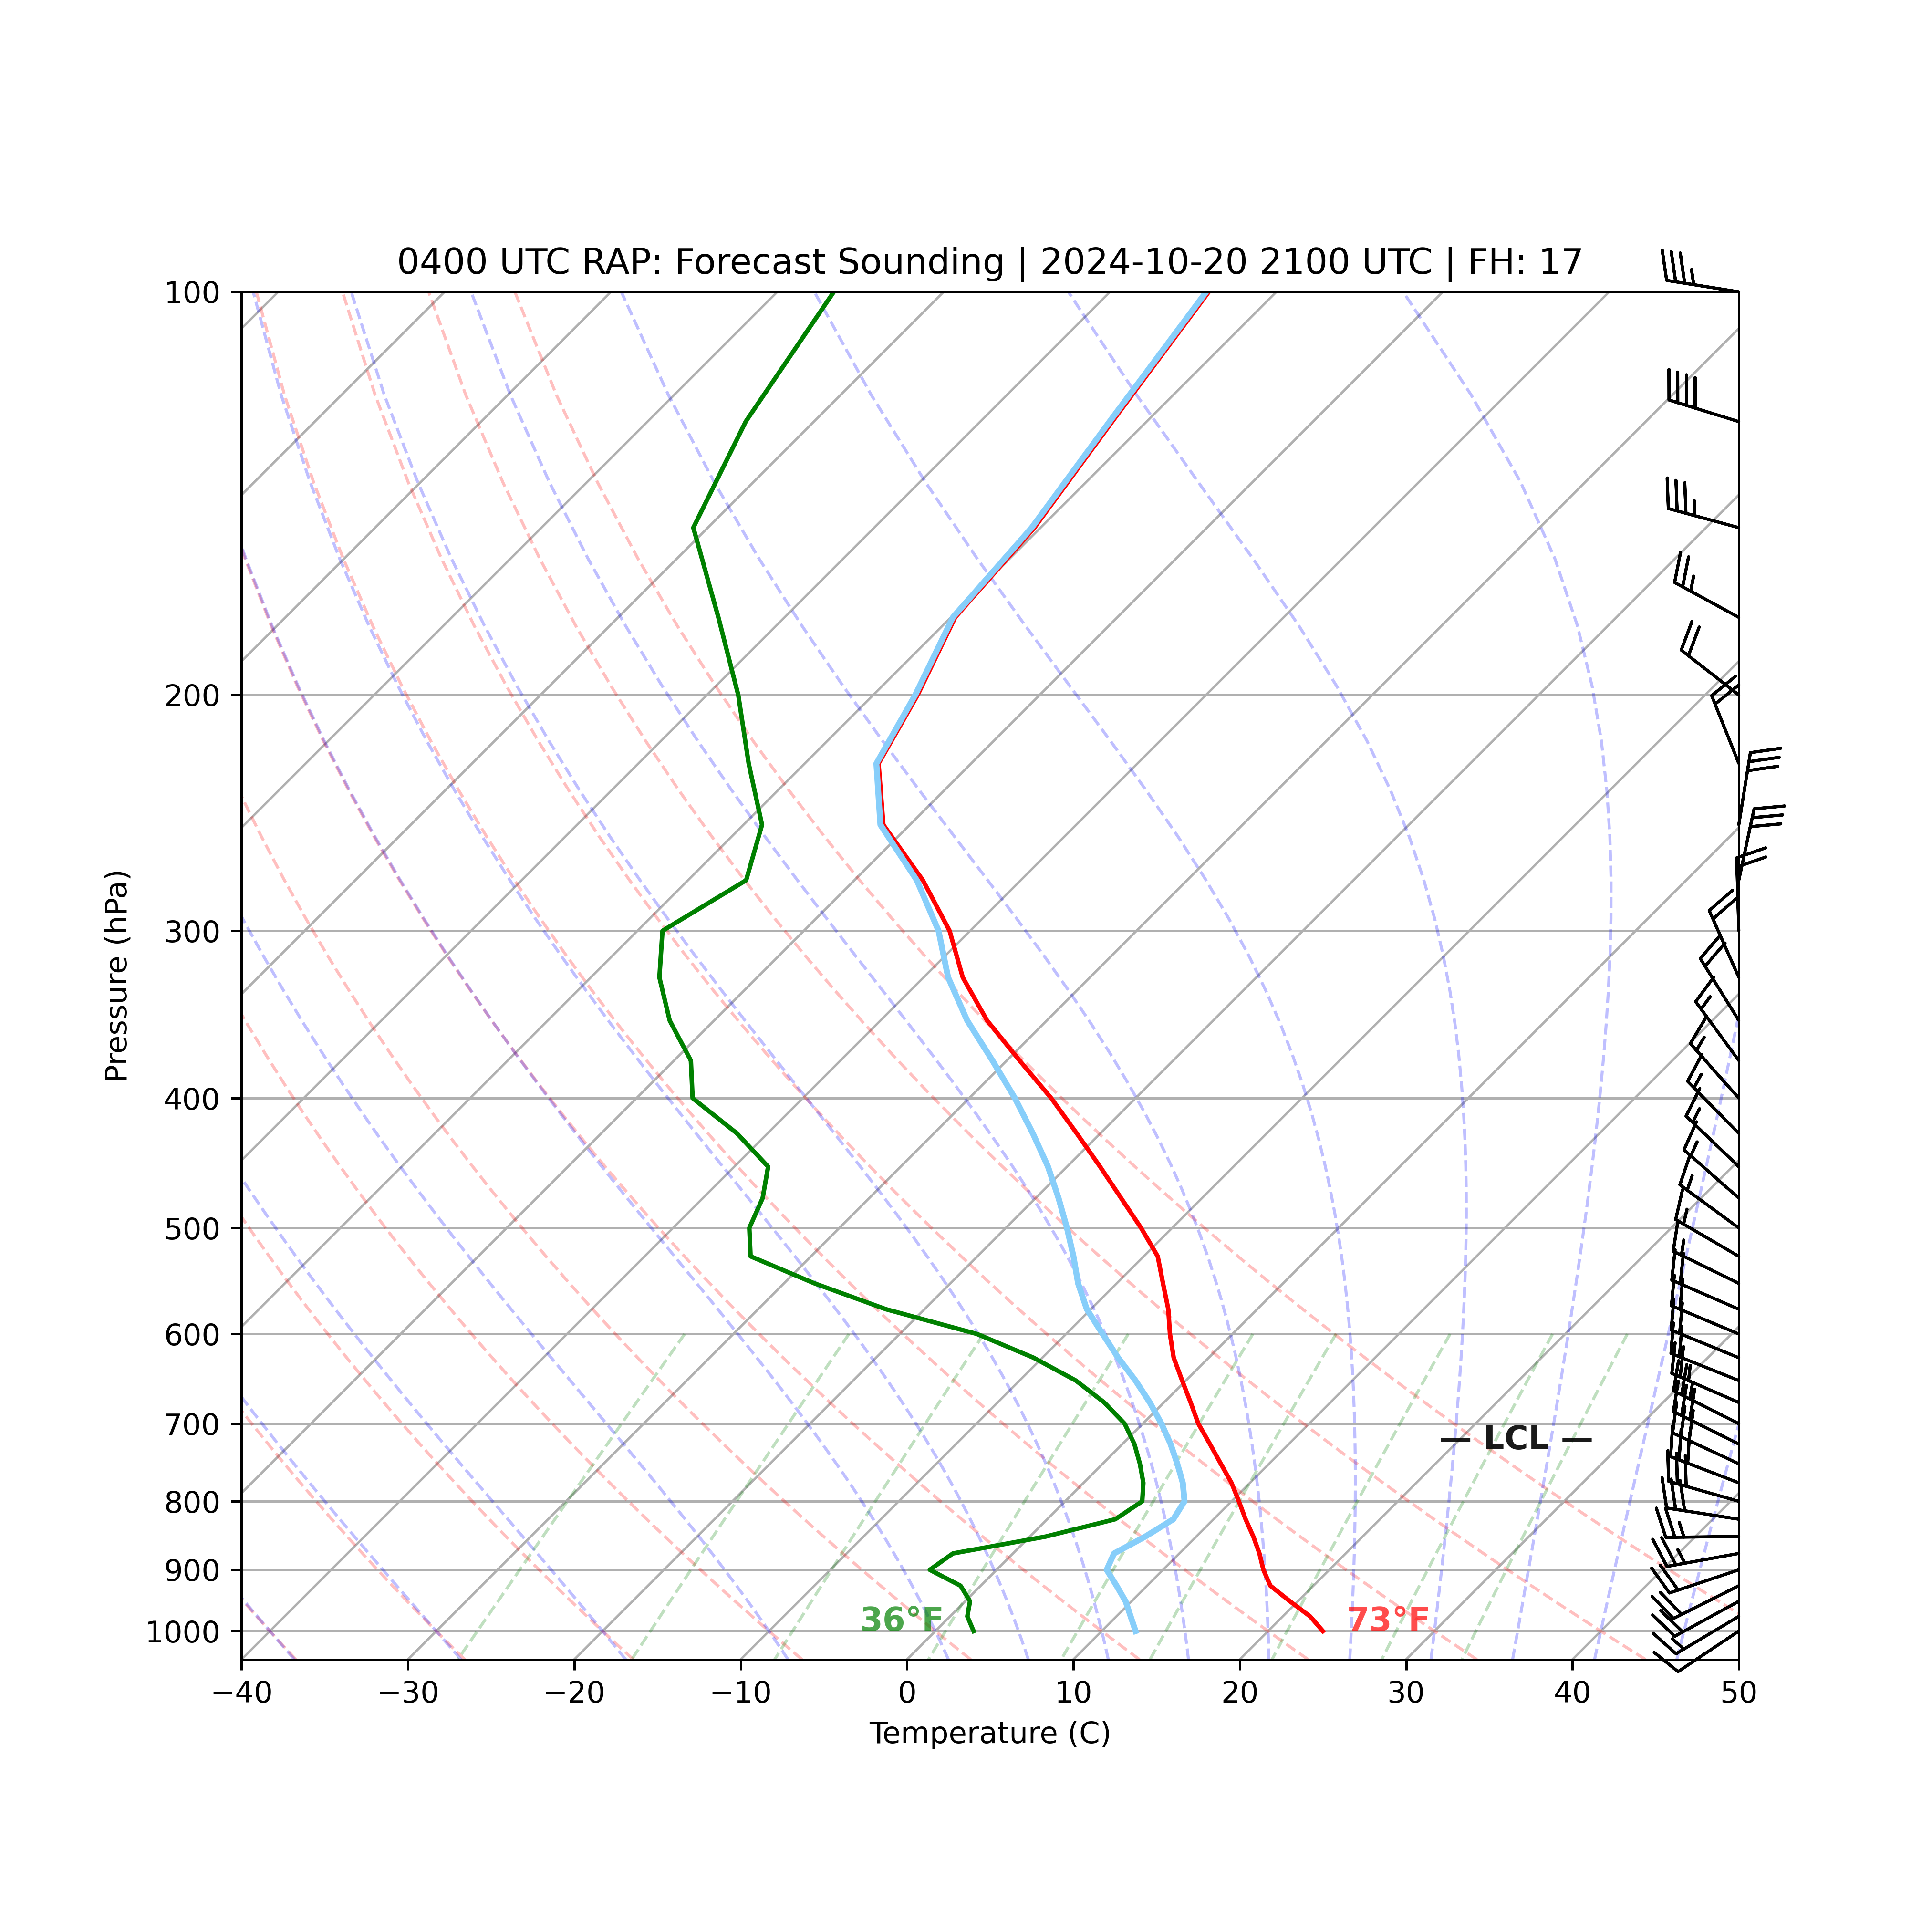 0400 UTC RAP: Forecast Sounding | 2024-10-20 2100 UTC | FH: 17
100
200
300
400
500
600
700
800
900
1000
Pressure (hPa)
— LCL —
36°F
73°F
−40 −30 −20 −10 0 10 20 30 40 50
Temperature (C)